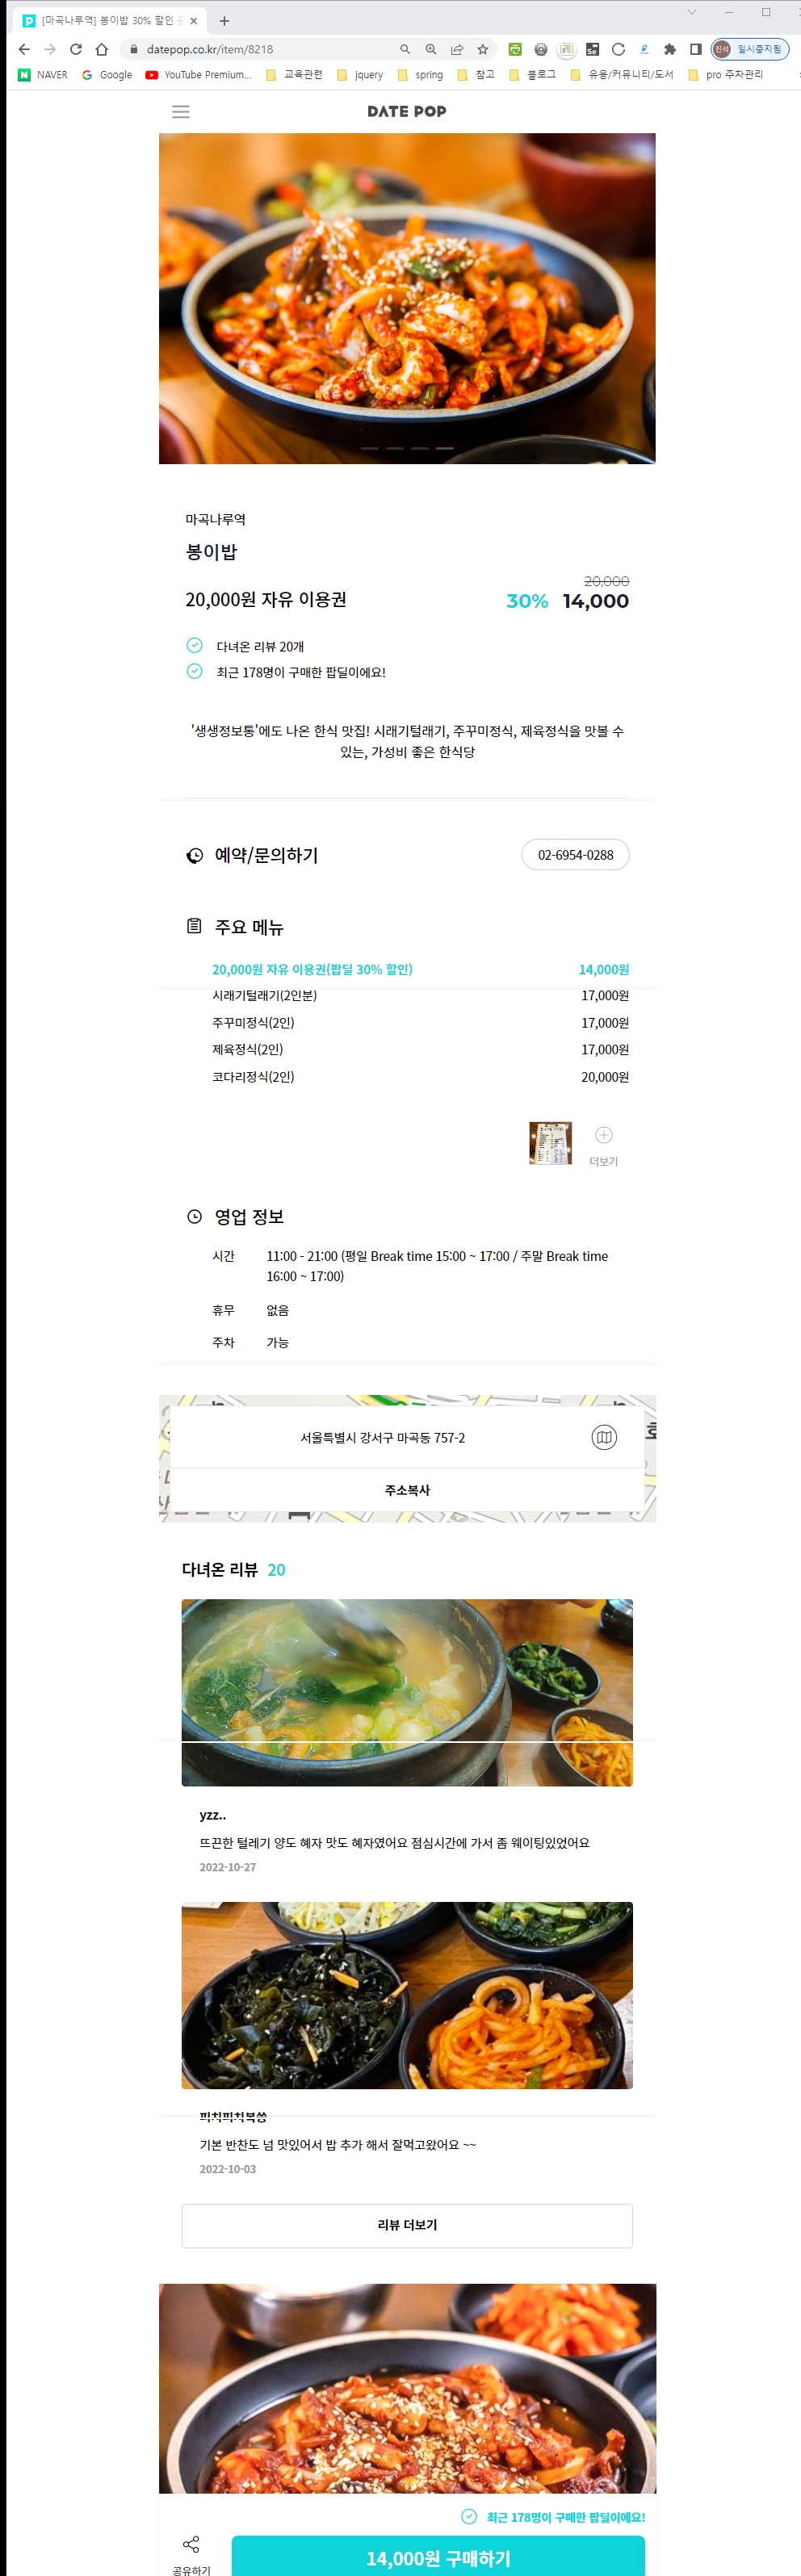 [마곡나루역] 봉이밥 30% 할인
datepop.co.kr/item/8218
일시중지됨
NAVER
Google
YouTube Premium...
교육관련
jquery
spring
참고
블로그
유용/커뮤니티/도서
pro 주차관리
DATE POP
마곡나루역
봉이밥
20,000
20,000원 자유 이용권 30% 14,000
다녀온 리뷰 20개
최근 178명이 구매한 팝딜이에요!
'생생정보통'에도 나온 한식 맛집! 시래기털래기, 주꾸미정식, 제육정식을 맛볼 수
있는, 가성비 좋은 한식당
예약/문의하기 02-6954-0288
주요 메뉴
20,000원 자유 이용권(팝딜 30% 할인) 14,000원
시래기털래기(2인분) 17,000원
주꾸미정식(2인) 17,000원
제육정식(2인) 17,000원
코다리정식(2인) 20,000원
더보기
영업 정보
시간 11:00 - 21:00 (평일 Break time 15:00 ~ 17:00 / 주말 Break time
16:00 ~ 17:00)
휴무 없음
주차 가능
서울특별시 강서구 마곡동 757-2
주소복사
다녀온 리뷰 20
yzz..
뜨끈한 털레기 양도 혜자 맛도 혜자였어요 점심시간에 가서 좀 웨이팅있었어요
2022-10-27
기본 반찬도 넘 맛있어서 밥 추가 해서 잘먹고왔어요 ~~
2022-10-03
리뷰 더보기
최근 178명이 구매한 팝딜이에요!
공유하기
14,000원 구매하기